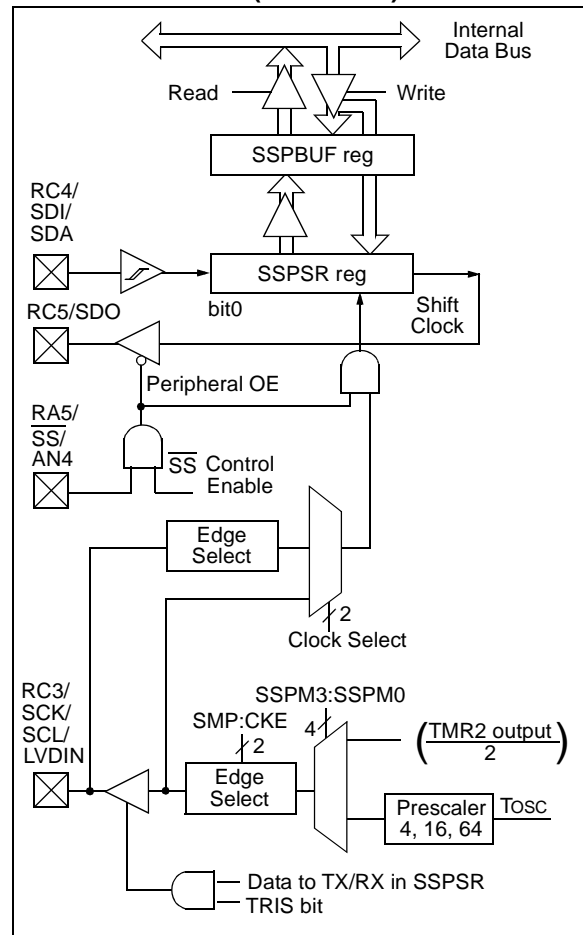 Internal
Data Bus
Read
Write
SSPBUF reg
RC4/
SDI/
SDA
SSPSR reg
RC5/SDO
bit0
Shift
Clock
Peripheral OE
RA5/
SS/
AN4
SS Control
Enable
Edge
Select
2
Clock Select
RC3/
SCK/
SCL/
LVDIN
SSPM3:SSPM0
SMP:CKE
4
2
Edge
Select
(TMR2 output
2)
Prescaler
4, 16, 64
TOSC
Data to TX/RX in SSPSR
TRIS bit